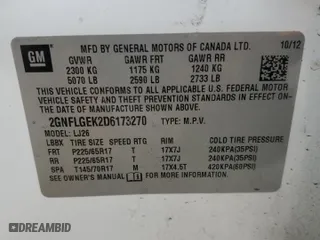 GM
MFD BY GENERAL MOTORS OF CANADA LTD.
10/12
GVWR GAWR FRT GAWR RR
2300 KG 1175 KG 1240 KG
5070 LB 2590 LB 2733 LB
THIS VEHICLE CONFORMS TO ALL APPLICABLE U.S. FEDERAL MOTOR
VEHICLE SAFETY AND THEFT PREVENTION STANDARDS IN EFFECT
ON THE DATE OF MANUFACTURE SHOWN ABOVE.
2GNFLGEK2D6173270 TYPE: M.P.V.
MODEL: LJ26
LBBX TIRE SIZE SPEED RTG RIM COLD TIRE PRESSURE
FRT P225/65R17 T 17X7J 240KPA(35PSI)
RR P225/65R17 T 17X7J 240KPA(35PSI)
SPA T145/70R17 M 17X4.5T 420KPA(60PSI)
SEE OWNER'S MANUAL FOR MORE INFORMATION.
AUTOBIDMASTER